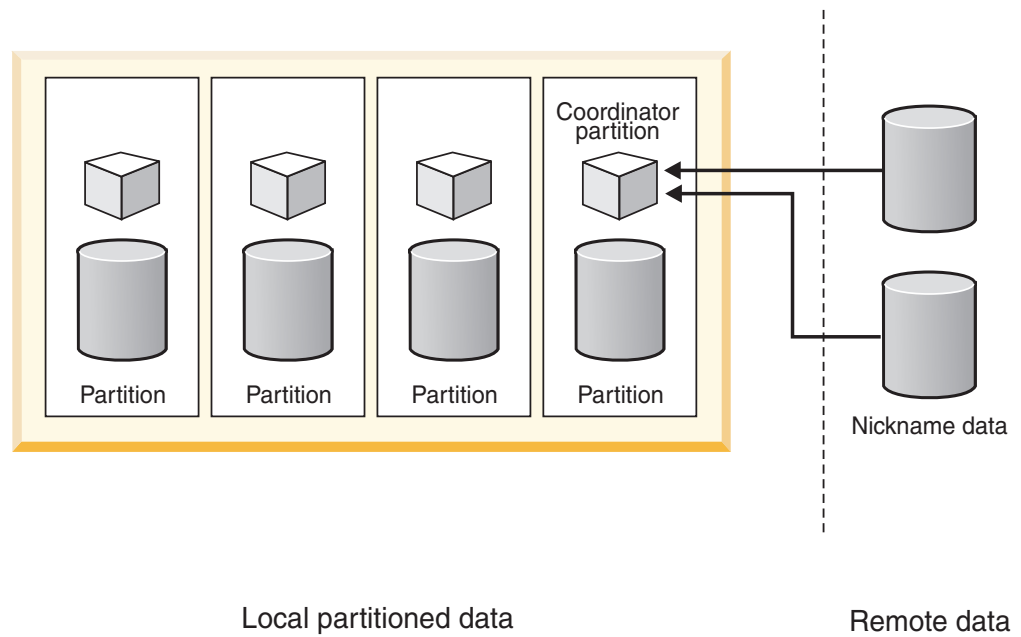 Coordinator
partition
Partition
Partition
Partition
Partition
Nickname data
Local partitioned data
Remote data